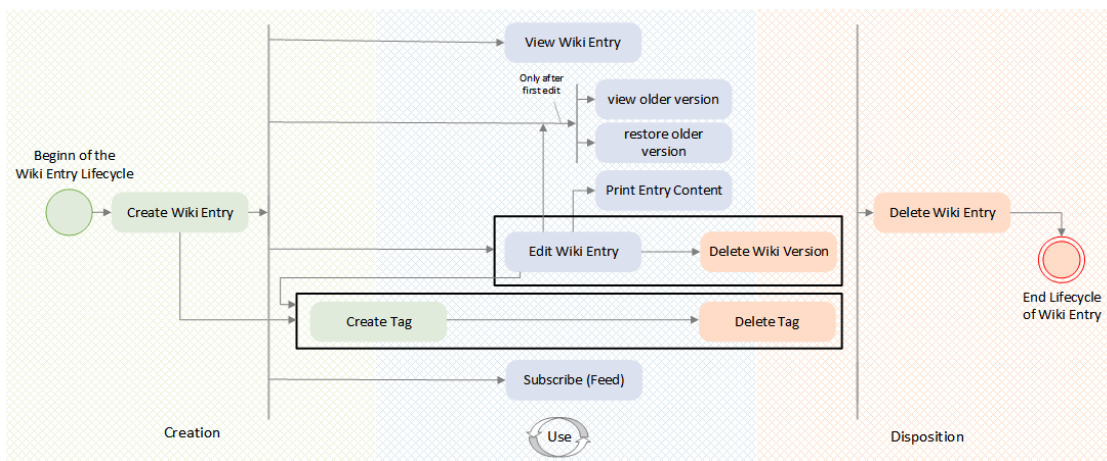 View Wiki Entry
Only after
first edit
view older version
restore older
version
Beginn of the
Wiki Entry Lifecycle
Print Entry Content
Create Wiki Entry
Delete Wiki Entry
Edit Wiki Entry
Delete Wiki Version
End Lifecycle
of Wiki Entry
Create Tag
Delete Tag
Subscribe (Feed)
Creation
Use
Disposition